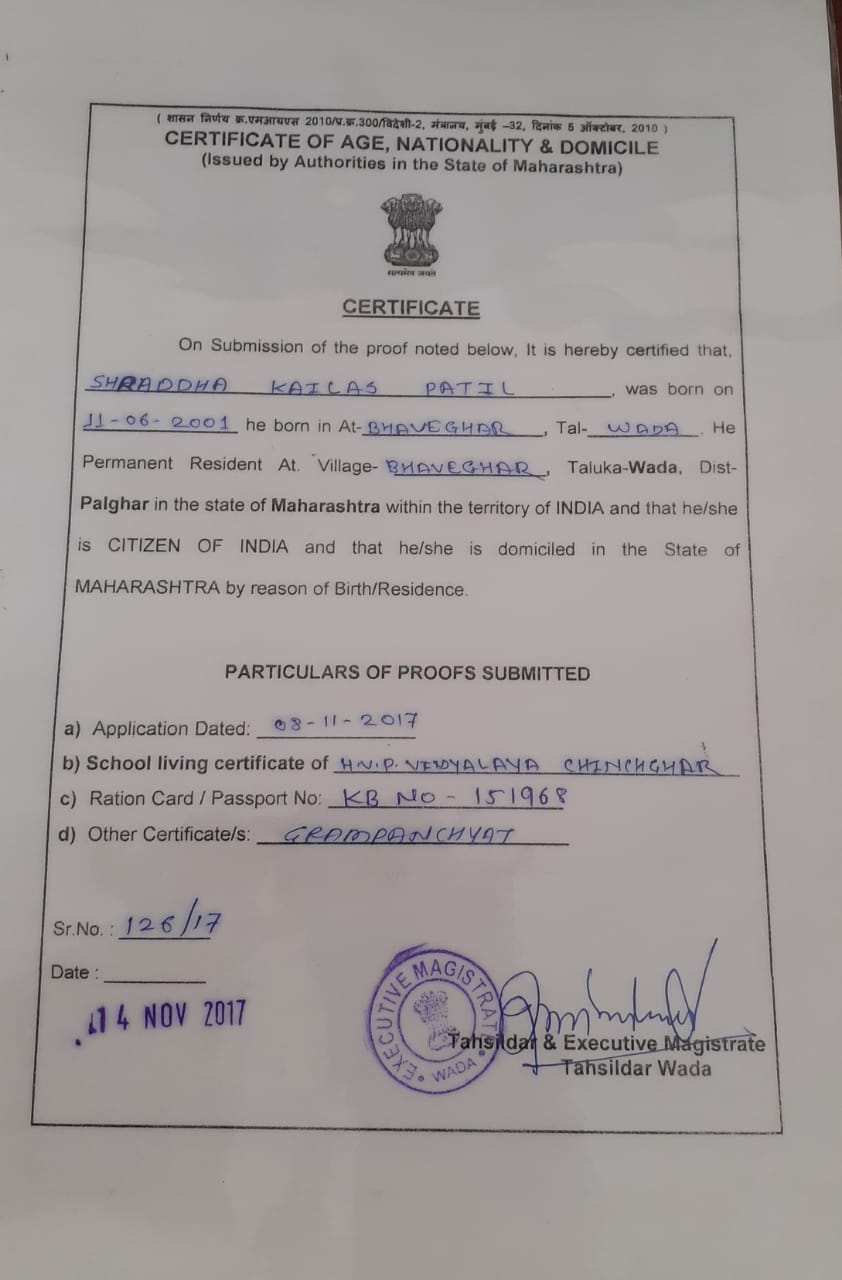 ( शासन निर्णय क्र.एमआयएस 2010/प्र.क्र.300/विदेशी-2, मंत्रालय, मुंबई –32, दिनांक 5 ऑक्टोबर, 2010 )
CERTIFICATE OF AGE, NATIONALITY & DOMICILE
(Issued by Authorities in the State of Maharashtra)
सत्यमेव जयते
CERTIFICATE
On Submission of the proof noted below, It is hereby certified that,
SHRADDHA KAILAS PATIL, was born on
11-06-2001 he born in At- BHAVEGHAR, Tal- WADA. He
Permanent Resident At. Village- BHAVEGHAR, Taluka-Wada, Dist-
Palghar in the state of Maharashtra within the territory of INDIA and that he/she
is CITIZEN OF INDIA and that he/she is domiciled in the State of
MAHARASHTRA by reason of Birth/Residence.
PARTICULARS OF PROOFS SUBMITTED
a) Application Dated: 08-11-2017
b) School living certificate of H.V.P. VIDYALAYA CHINCHGHAR
c) Ration Card / Passport No: KB NO - 151968
d) Other Certificate/s: GRAMPANCHYAT
Sr.No. : 126/17
Date :
14 NOV 2017
EXECUTIVE MAGISTRATE
WADA
Tahsildar & Executive Magistrate
Tahsildar Wada